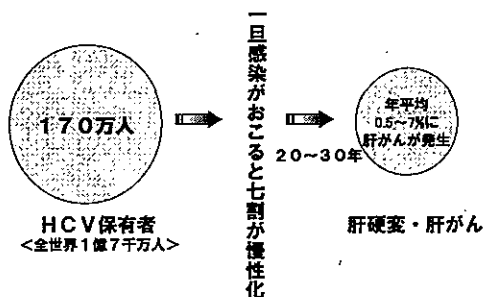 170万人
HCV保有者
<全世界1億7千万人>
一旦感染がおこると七割が慢性化
20~30年
年平均
0.5~7%に
肝がんが発生
肝硬変・肝がん